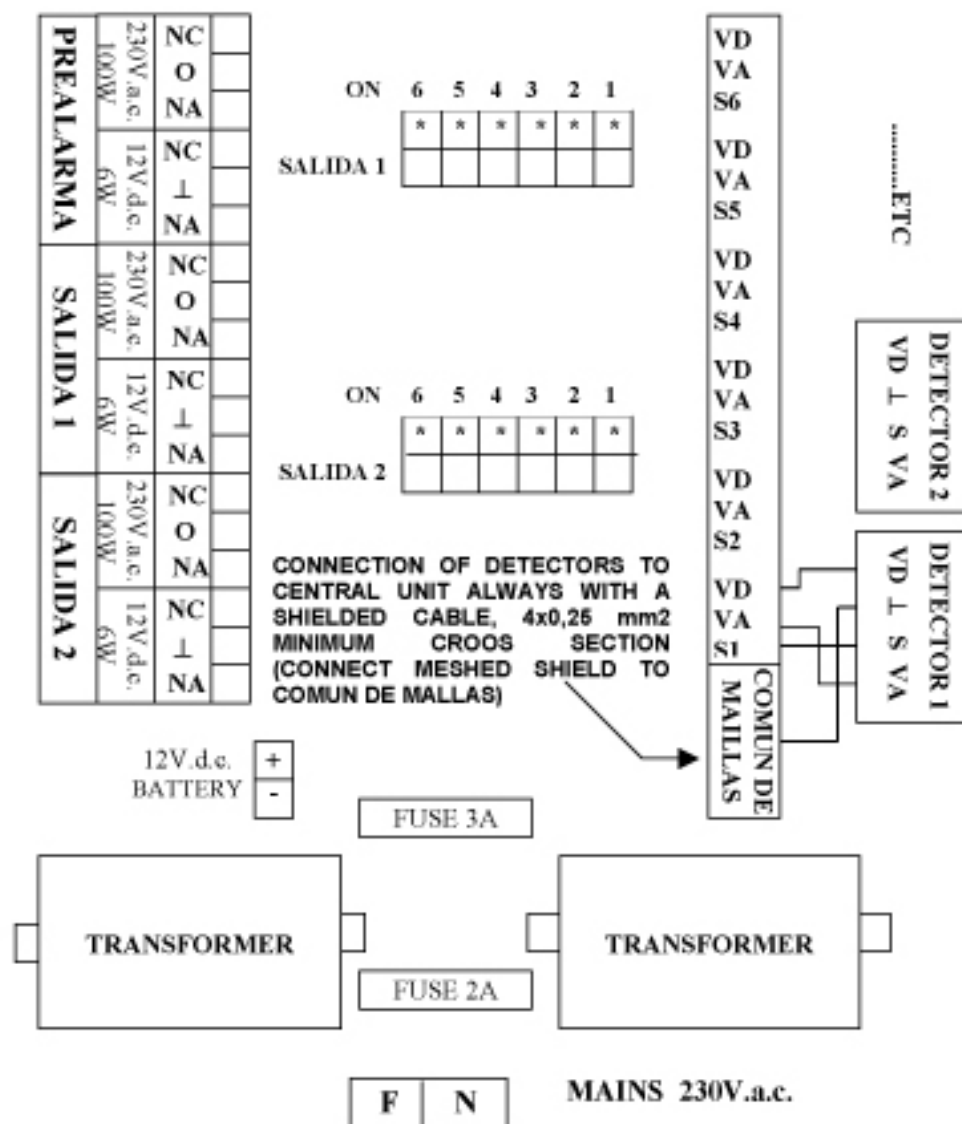 PREALARMA
230V.a.c.
100W
NC
O
NA
12V.d.c.
6W
NC
⊥
NA
SALIDA 1
230V.a.c.
100W
NC
O
NA
12V.d.c.
6W
NC
⊥
NA
SALIDA 2
230V.a.c.
100W
NC
O
NA
12V.d.c.
6W
NC
⊥
NA
ON 6 5 4 3 2 1
* * * * * *
SALIDA 1
ON 6 5 4 3 2 1
* * * * * *
SALIDA 2
CONNECTION OF DETECTORS TO
CENTRAL UNIT ALWAYS WITH A
SHIELDED CABLE, 4x0,25 mm2
MINIMUM CROOS SECTION
(CONNECT MESHED SHIELD TO
COMUN DE MALLAS)
VD
VA
S6
VD
VA
S5
VD
VA
S4
VD
VA
S3
VD
VA
S2
VD
VA
S1
COMUN DE
MAILLAS
..........ETC
DETECTOR 2
VD ⊥ S VA
DETECTOR 1
VD ⊥ S VA
12V.d.c. +
BATTERY -
FUSE 3A
TRANSFORMER
TRANSFORMER
FUSE 2A
F N
MAINS 230V.a.c.